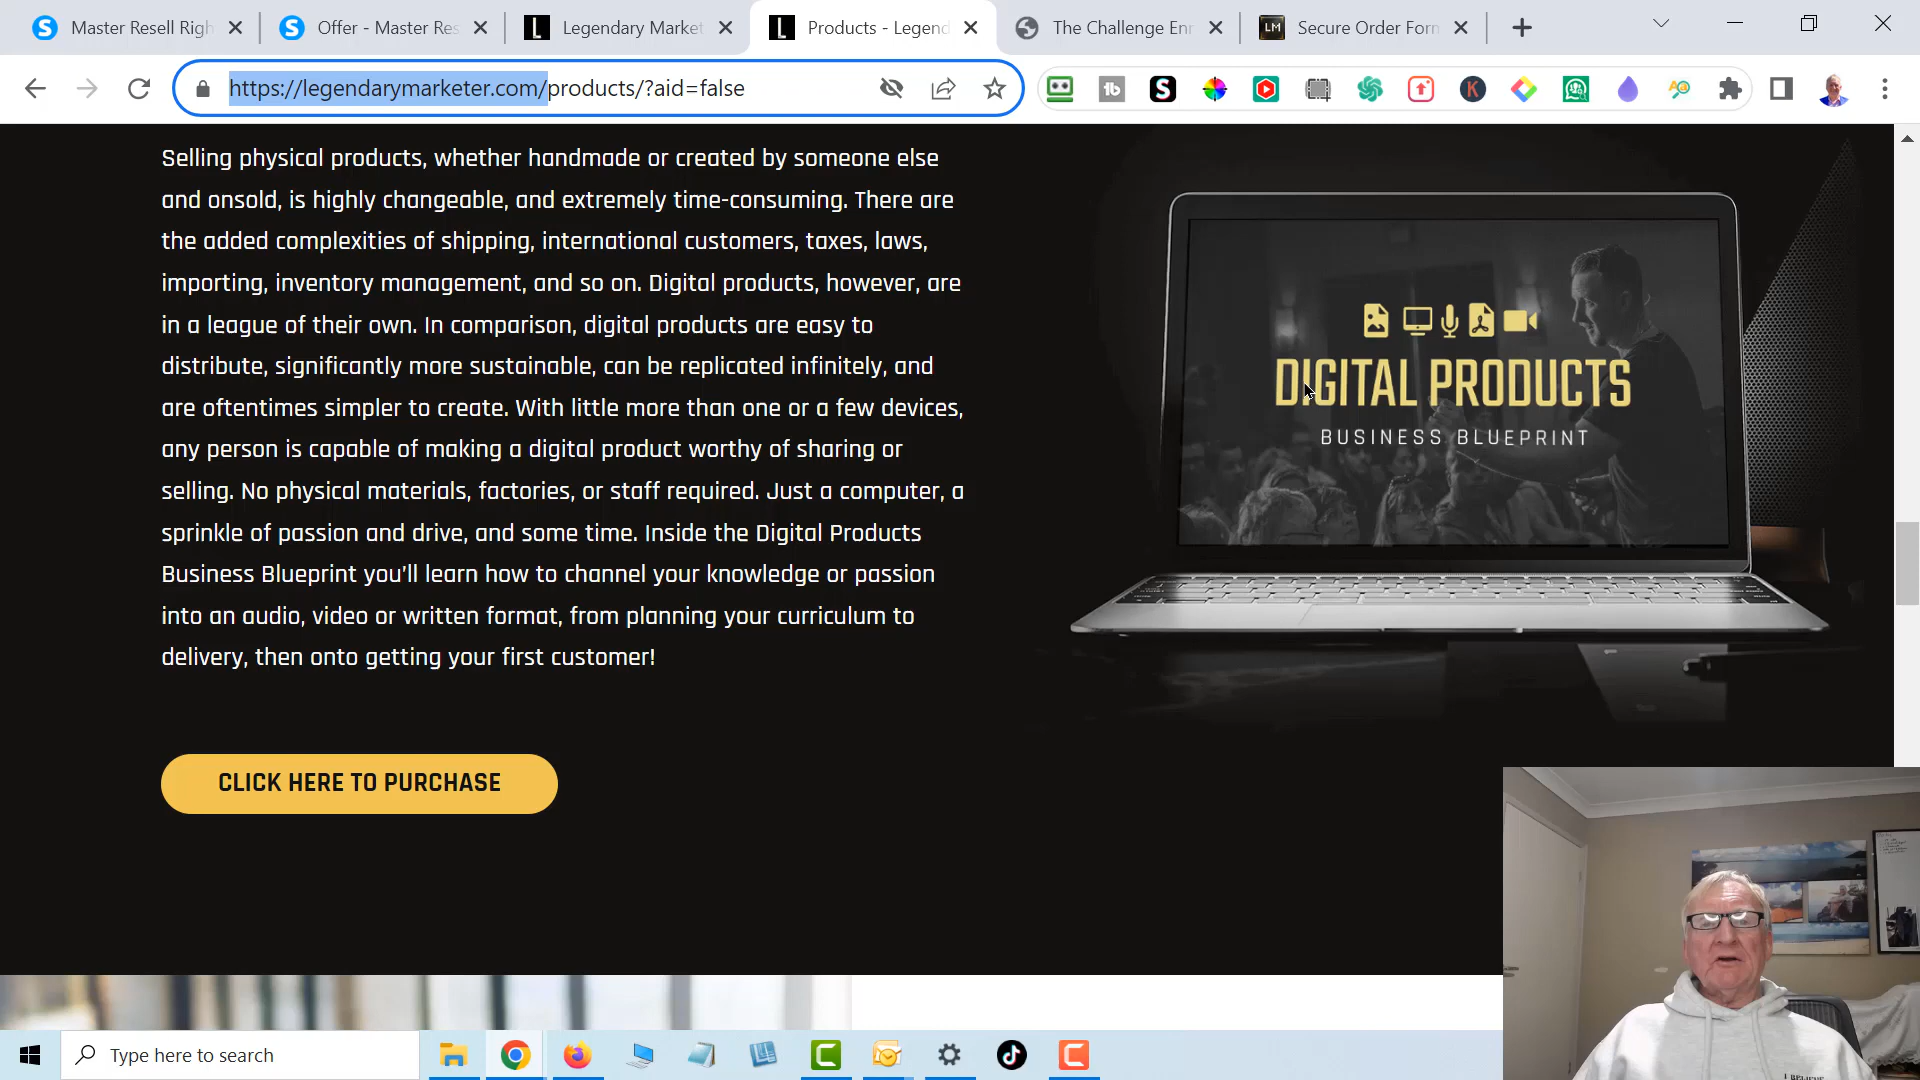 Master Resell Righ
Offer - Master Res
Legendary Market
Products - Legend
The Challenge Enr
Secure Order Form
https://legendarymarketer.com/products/?aid=false
Selling physical products, whether handmade or created by someone else
and onsold, is highly changeable, and extremely time-consuming. There are
the added complexities of shipping, international customers, taxes, laws,
importing, inventory management, and so on. Digital products, however, are
in a league of their own. In comparison, digital products are easy to
distribute, significantly more sustainable, can be replicated infinitely, and
are oftentimes simpler to create. With little more than one or a few devices,
any person is capable of making a digital product worthy of sharing or
selling. No physical materials, factories, or staff required. Just a computer, a
sprinkle of passion and drive, and some time. Inside the Digital Products
Business Blueprint you’ll learn how to channel your knowledge or passion
into an audio, video or written format, from planning your curriculum to
delivery, then onto getting your first customer!
DIGITAL PRODUCTS
BUSINESS BLUEPRINT
CLICK HERE TO PURCHASE
Type here to search
I BELIEVE